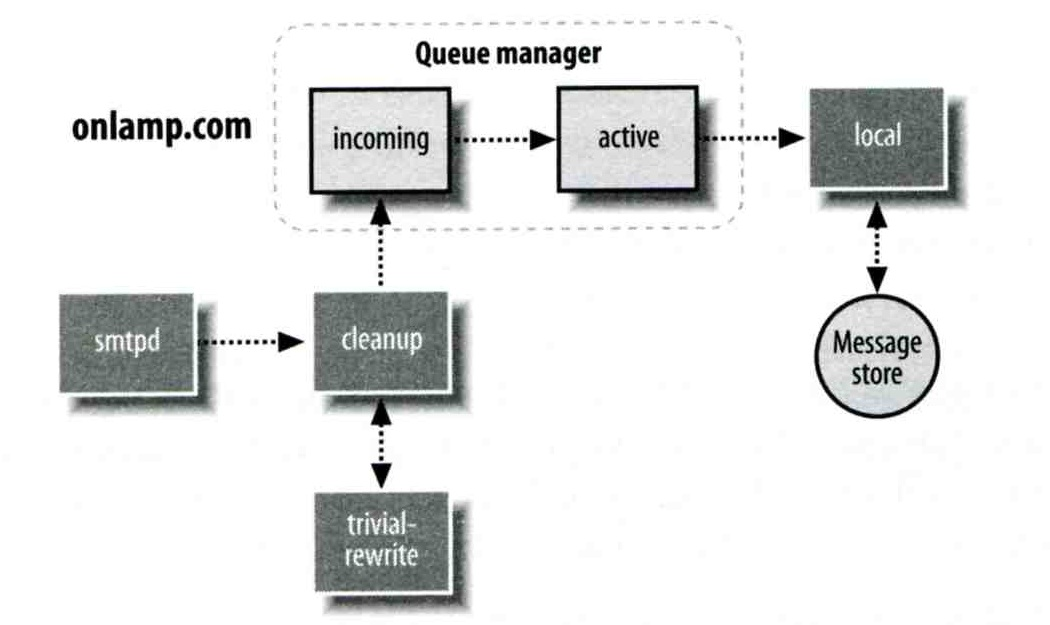 Queue manager
onlamp.com
incoming
active
local
smtpd
cleanup
Message
store
trivial-
rewrite